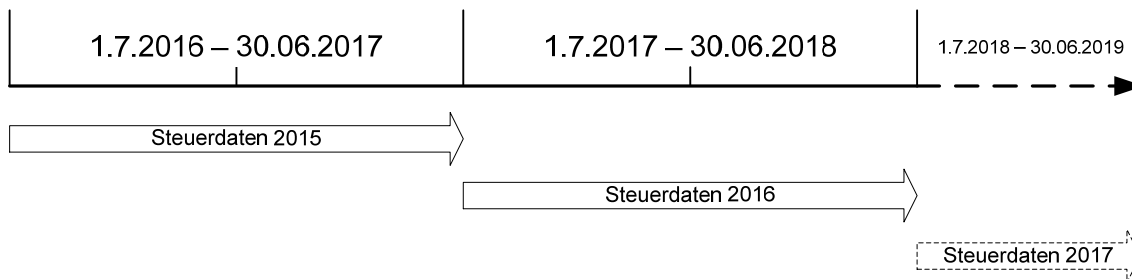 1.7.2016 – 30.06.2017
1.7.2017 – 30.06.2018
1.7.2018 – 30.06.2019
Steuerdaten 2015
Steuerdaten 2016
Steuerdaten 2017